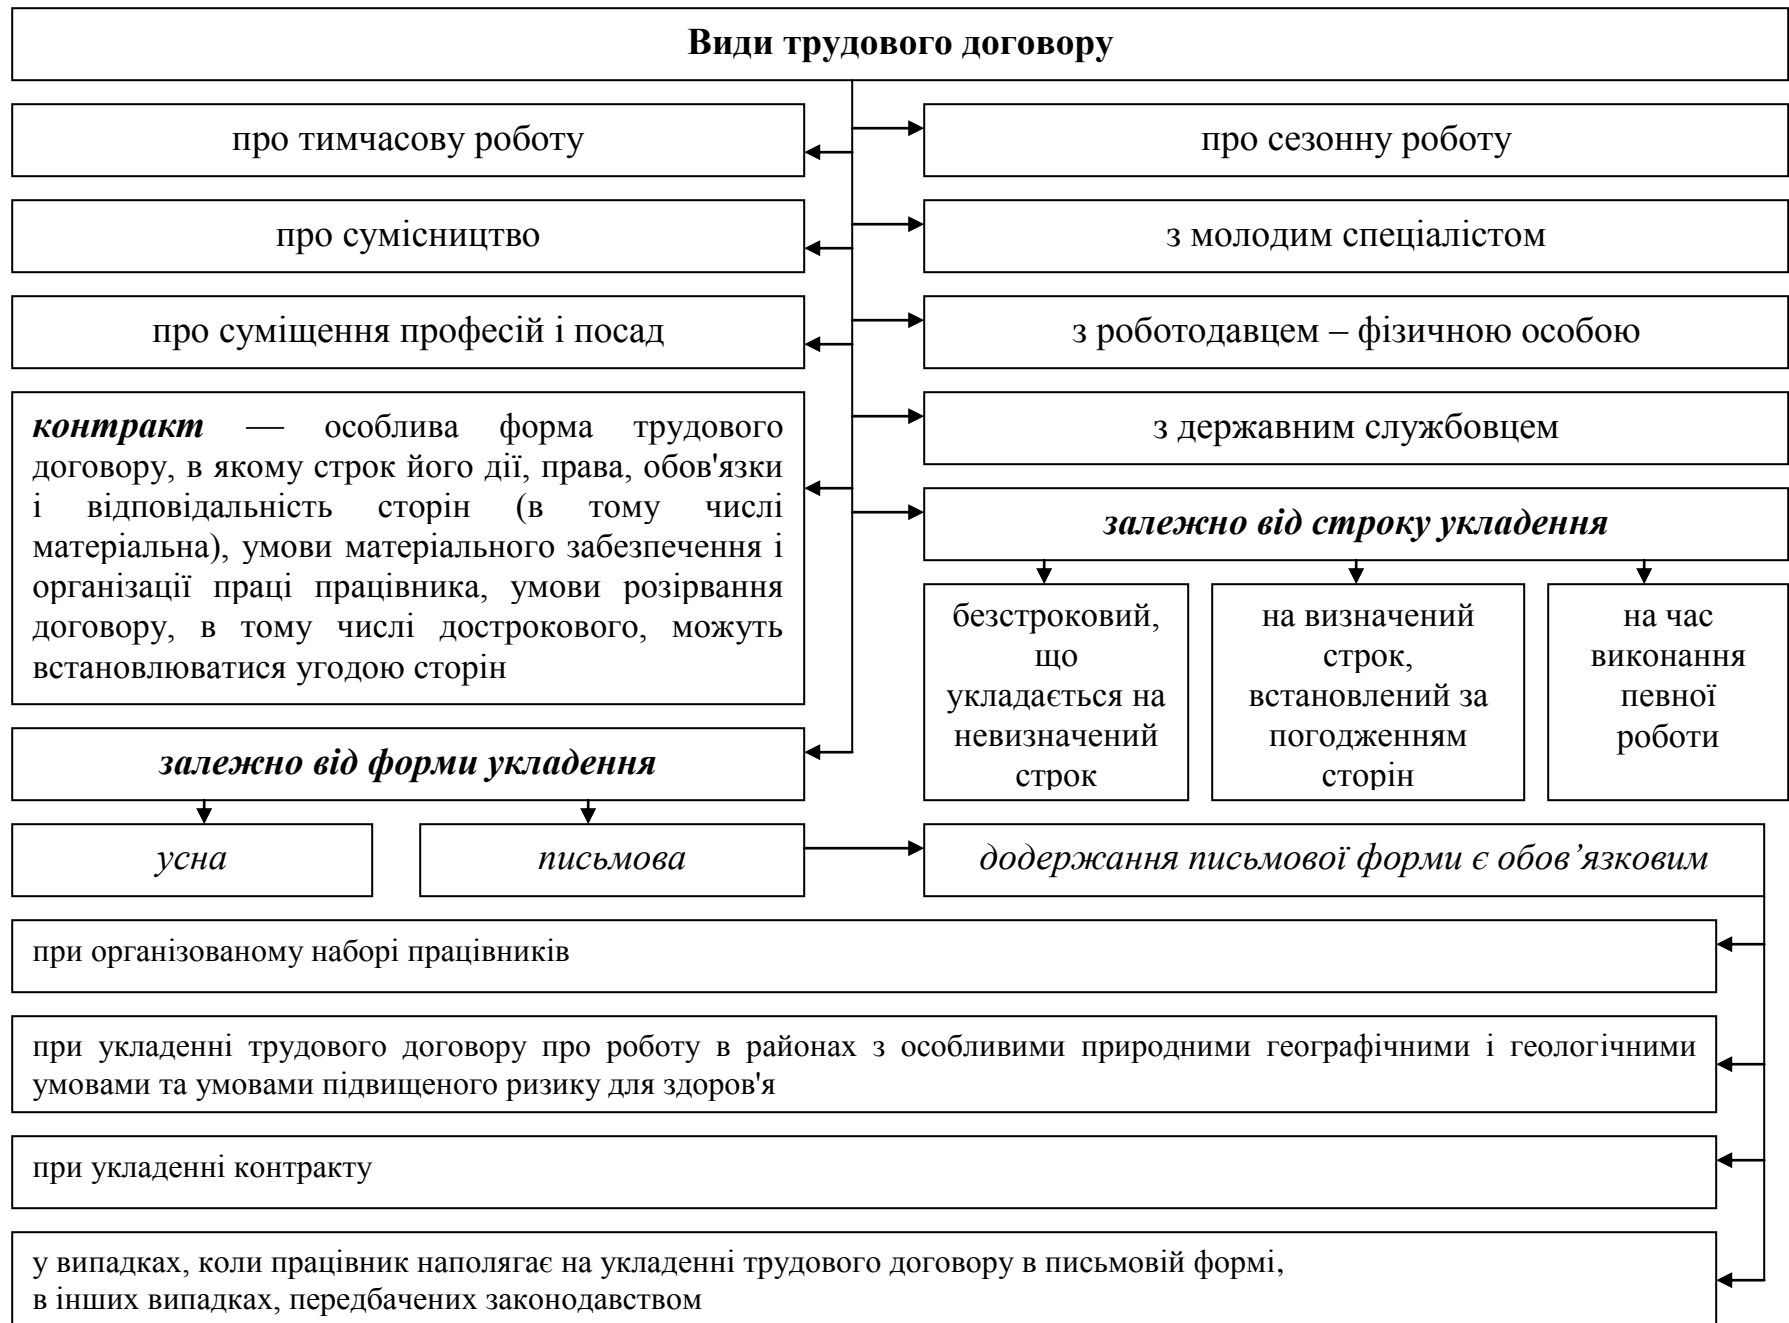 Види трудового договору
про тимчасову роботу
про сезонну роботу
про сумісництво
з молодим спеціалістом
про суміщення професій і посад
з роботодавцем – фізичною особою
контракт — особлива форма трудового
договору, в якому строк його дії, права, обов'язки
і відповідальність сторін (в тому числі
матеріальна), умови матеріального забезпечення і
організації праці працівника, умови розірвання
договору, в тому числі дострокового, можуть
встановлюватися угодою сторін
з державним службовцем
залежно від строку укладення
безстроковий,
що
укладається на
невизначений
строк
на визначений
строк,
встановлений за
погодженням
сторін
на час
виконання
певної
роботи
залежно від форми укладення
усна
письмова
додержання письмової форми є обов’язковим
при організованому наборі працівників
при укладенні трудового договору про роботу в районах з особливими природними географічними і геологічними
умовами та умовами підвищеного ризику для здоров'я
при укладенні контракту
у випадках, коли працівник наполягає на укладенні трудового договору в письмовій формі,
в інших випадках, передбачених законодавством